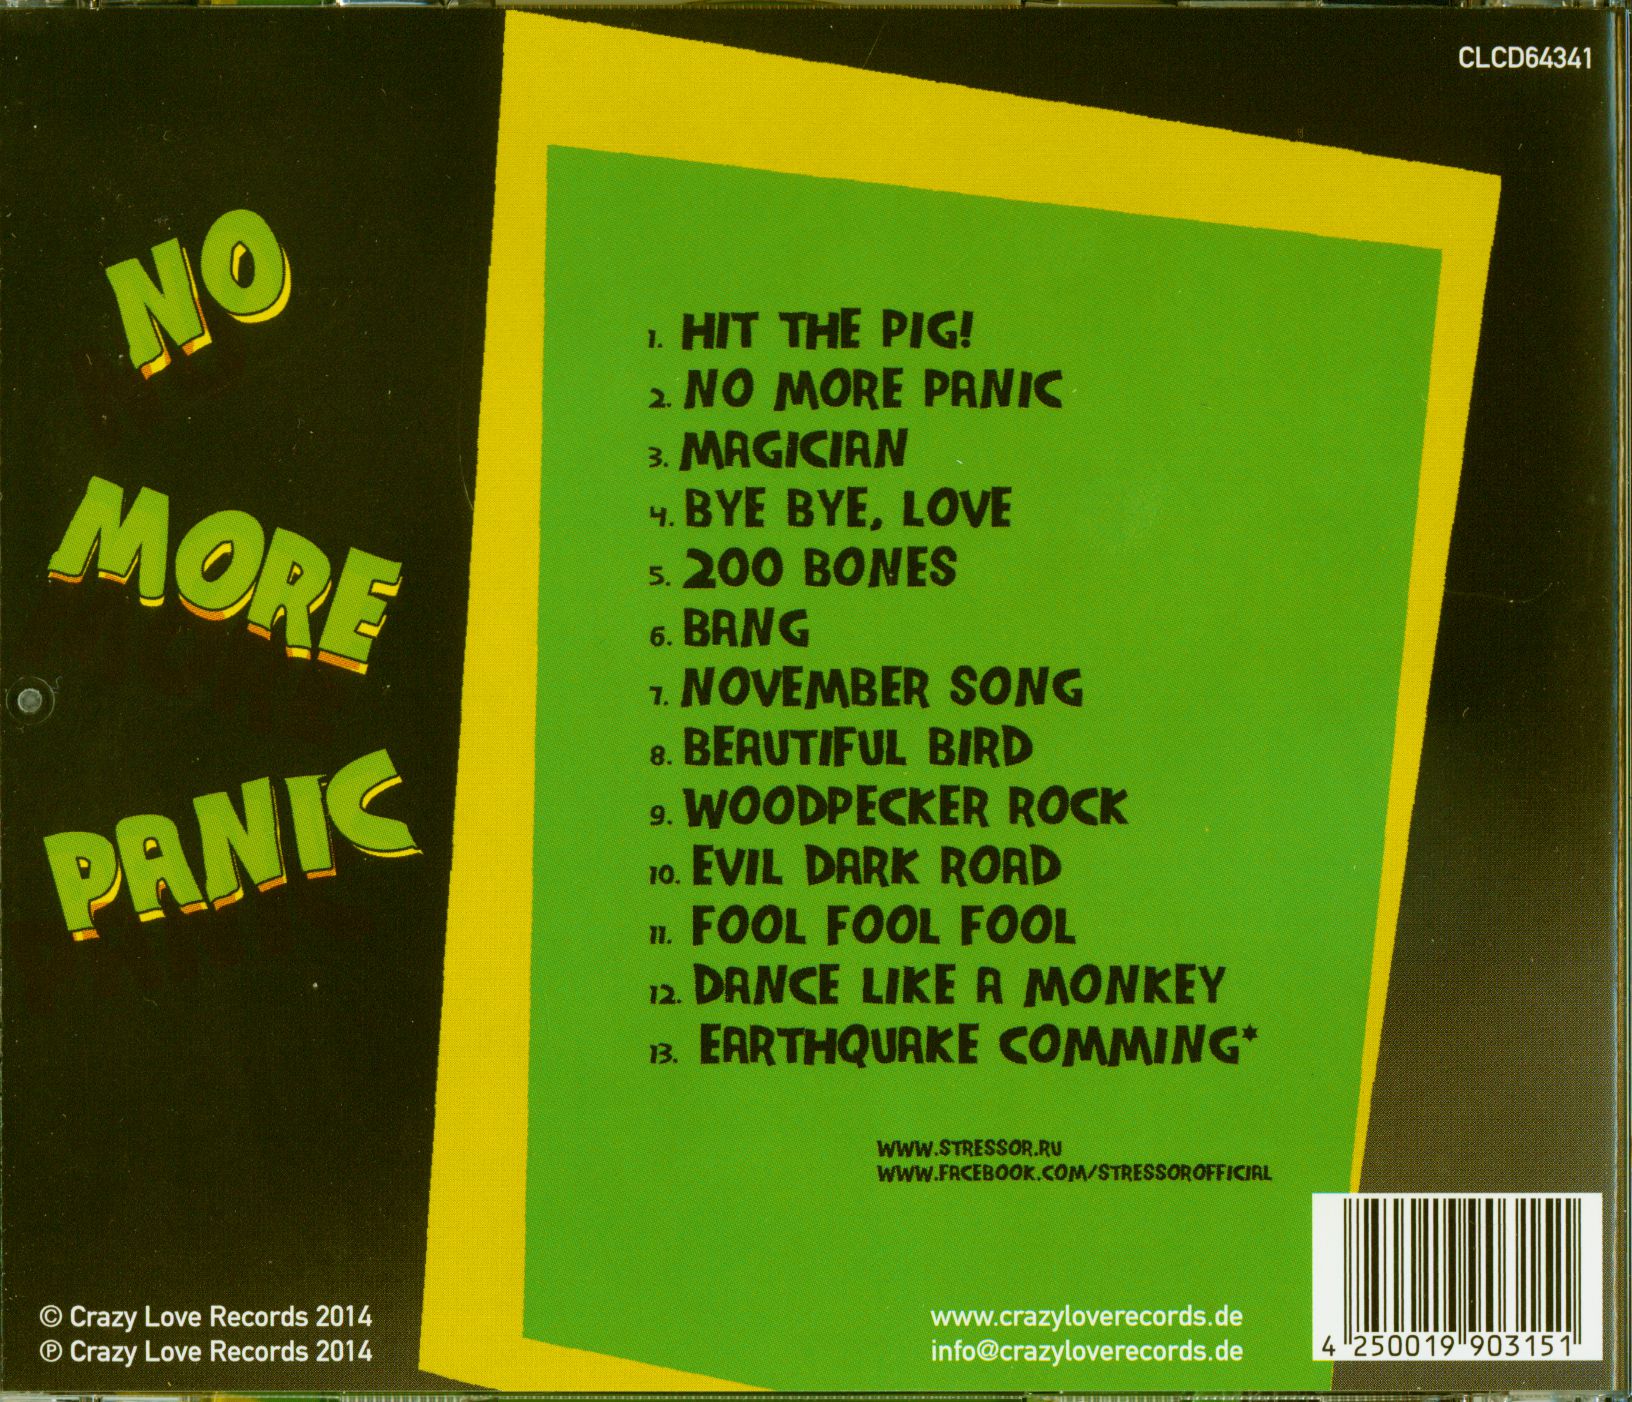 CLCD64341
NO
MORE
PANIC
1. HIT THE PIG!
2. NO MORE PANIC
3. MAGICIAN
4. BYE BYE, LOVE
5. 200 BONES
6. BANG
7. NOVEMBER SONG
8. BEAUTIFUL BIRD
9. WOODPECKER ROCK
10. EVIL DARK ROAD
11. FOOL FOOL FOOL
12. DANCE LIKE A MONKEY
13. EARTHQUAKE COMMING*
WWW.STRESSOR.RU
WWW.FACEBOOK.COM/STRESSOROFFICIAL
© Crazy Love Records 2014
℗ Crazy Love Records 2014
www.crazyloverecords.de
info@crazyloverecords.de
4 250019 903151